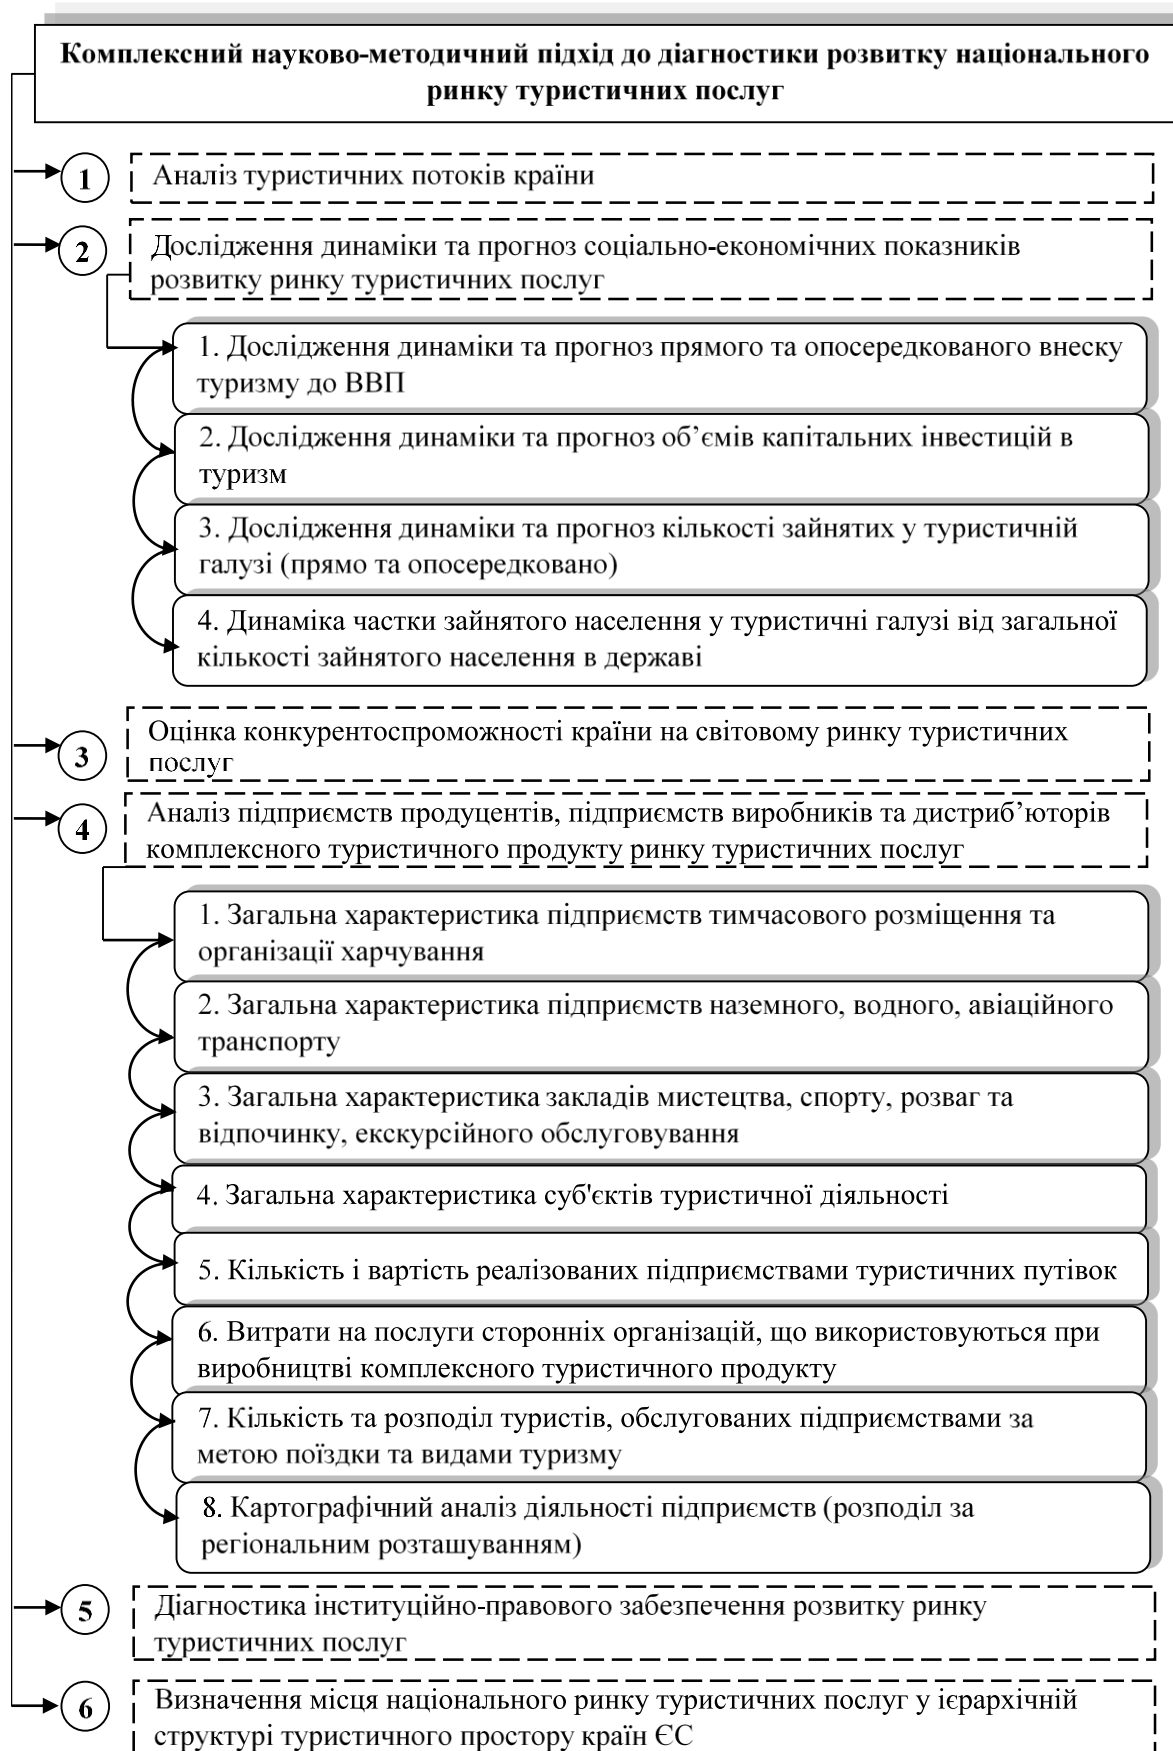 Комплексний науково-методичний підхід до діагностики розвитку національного
ринку туристичних послуг
1
Аналіз туристичних потоків країни
2
Дослідження динаміки та прогноз соціально-економічних показників
розвитку ринку туристичних послуг
1. Дослідження динаміки та прогноз прямого та опосередкованого внеску
туризму до ВВП
2. Дослідження динаміки та прогноз об’ємів капітальних інвестицій в
туризм
3. Дослідження динаміки та прогноз кількості зайнятих у туристичній
галузі (прямо та опосередковано)
4. Динаміка частки зайнятого населення у туристичні галузі від загальної
кількості зайнятого населення в державі
3
Оцінка конкурентоспроможності країни на світовому ринку туристичних
послуг
4
Аналіз підприємств продуцентів, підприємств виробників та дистриб’юторів
комплексного туристичного продукту ринку туристичних послуг
1. Загальна характеристика підприємств тимчасового розміщення та
організації харчування
2. Загальна характеристика підприємств наземного, водного, авіаційного
транспорту
3. Загальна характеристика закладів мистецтва, спорту, розваг та
відпочинку, екскурсійного обслуговування
4. Загальна характеристика суб'єктів туристичної діяльності
5. Кількість і вартість реалізованих підприємствами туристичних путівок
6. Витрати на послуги сторонніх організацій, що використовуються при
виробництві комплексного туристичного продукту
7. Кількість та розподіл туристів, обслугованих підприємствами за
метою поїздки та видами туризму
8. Картографічний аналіз діяльності підприємств (розподіл за
регіональним розташуванням)
5
Діагностика інституційно-правового забезпечення розвитку ринку
туристичних послуг
6
Визначення місця національного ринку туристичних послуг у ієрархічній
структурі туристичного простору країн ЄС